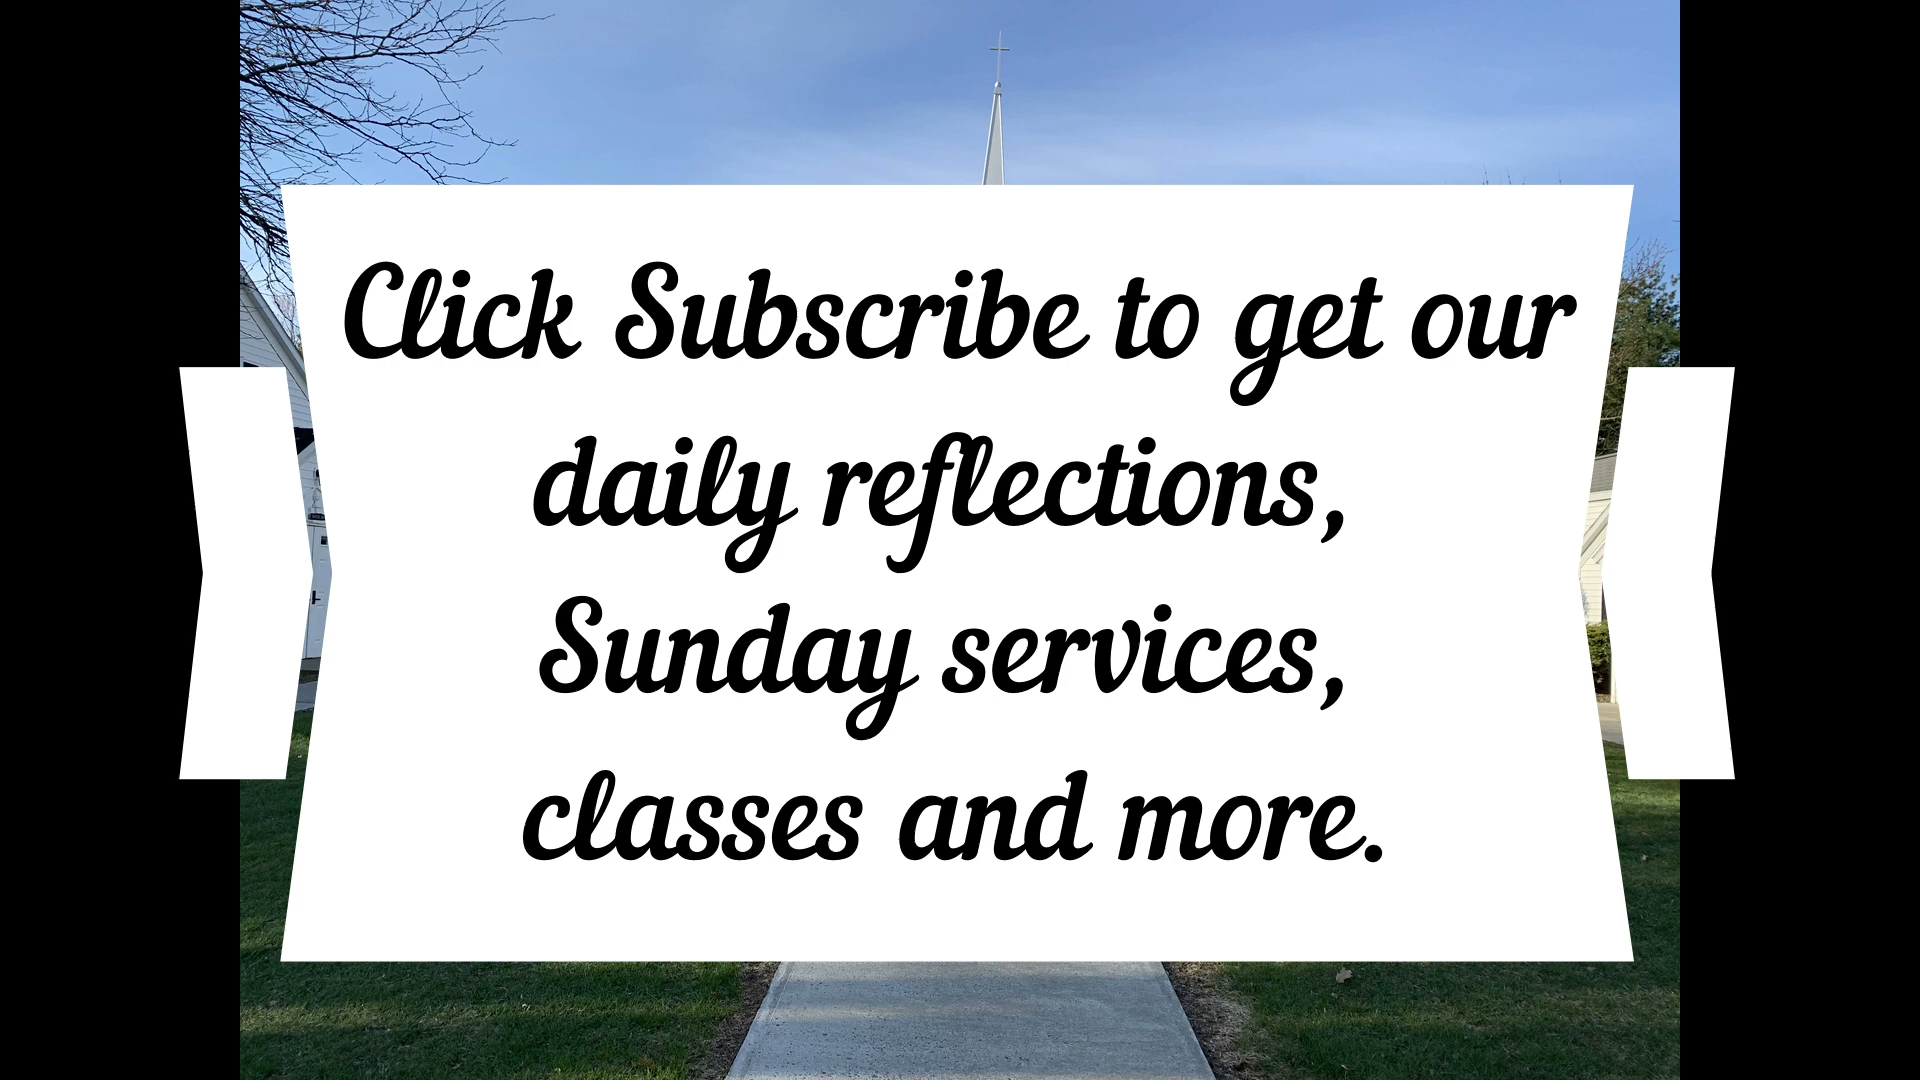 Click Subscribe to get our
daily reflections,
Sunday services,
classes and more.